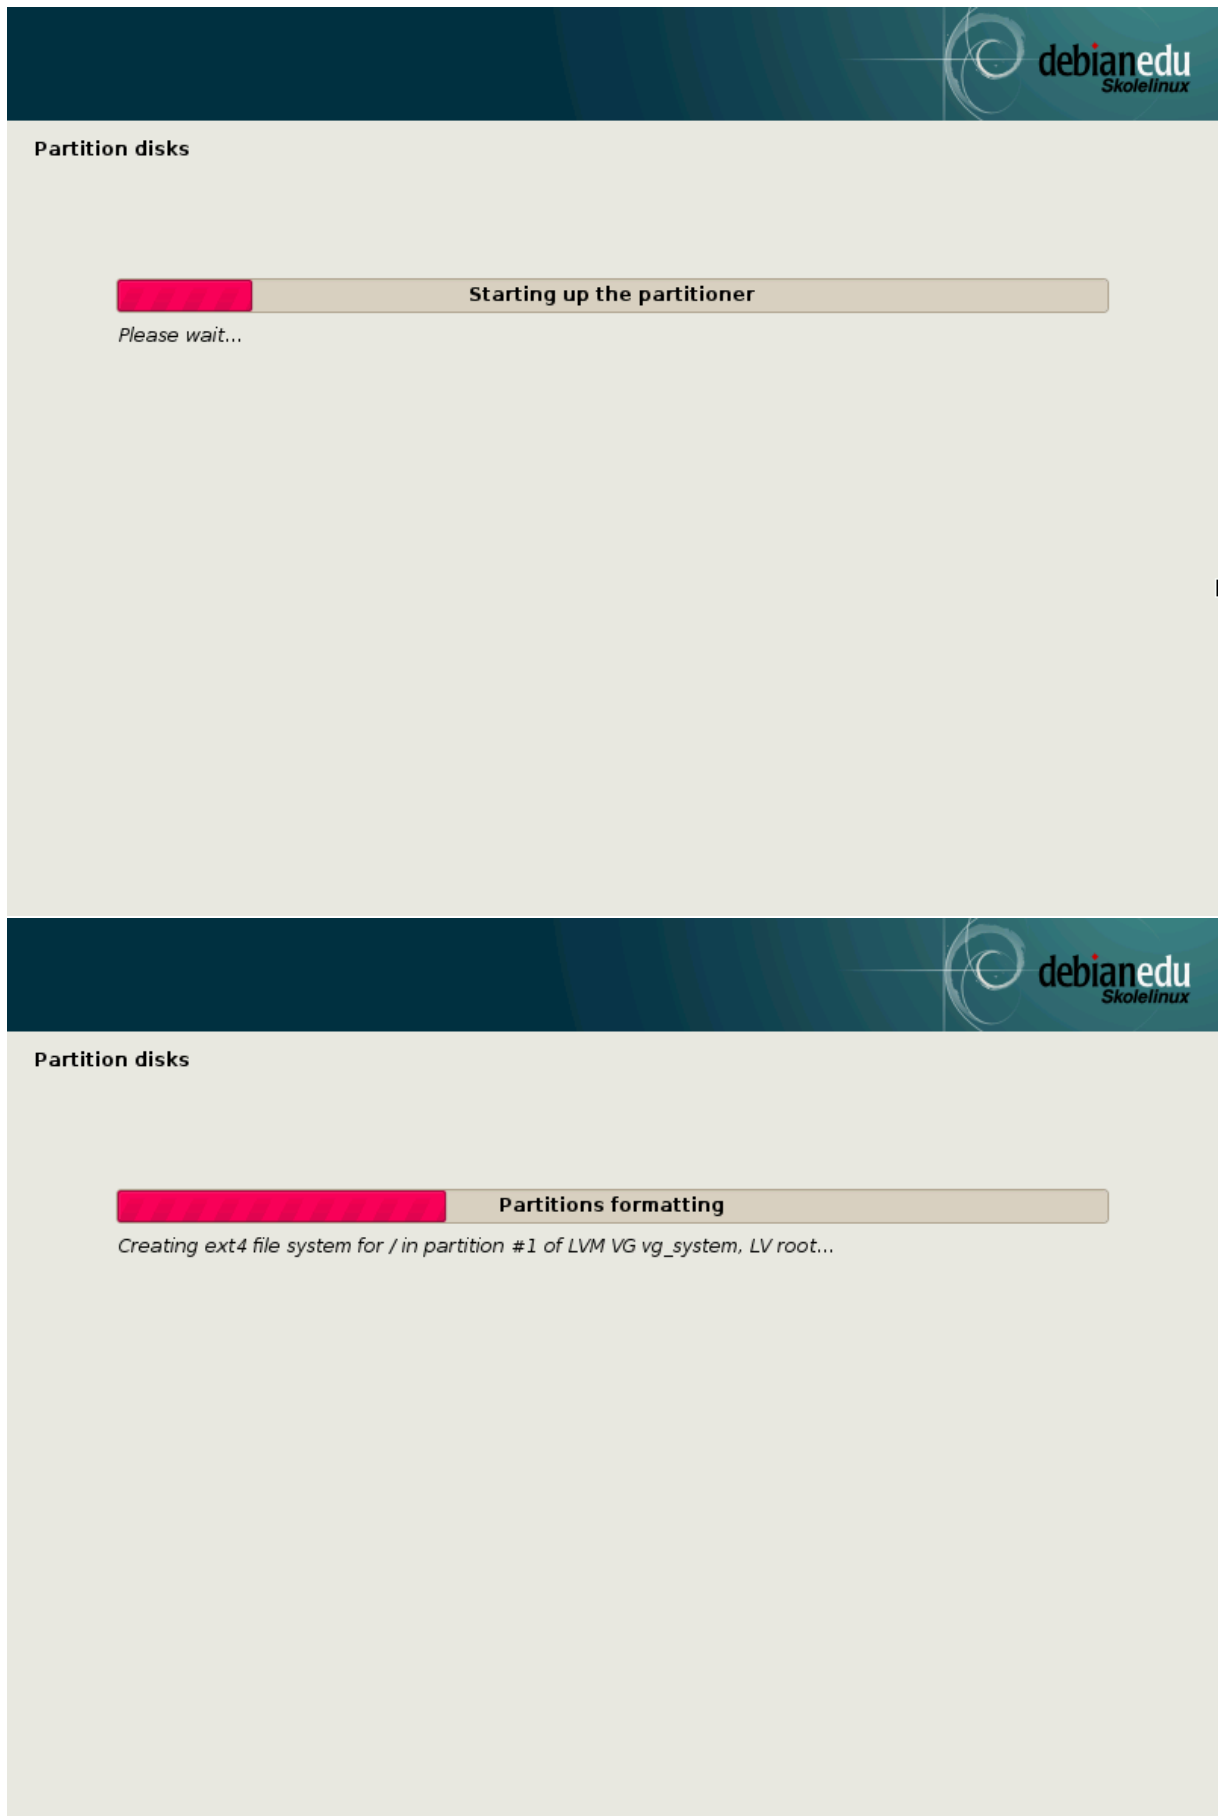 debianedu
Skolelinux
Partition disks
Starting up the partitioner
Please wait...
debianedu
Skolelinux
Partition disks
Partitions formatting
Creating ext4 file system for / in partition #1 of LVM VG vg_system, LV root...